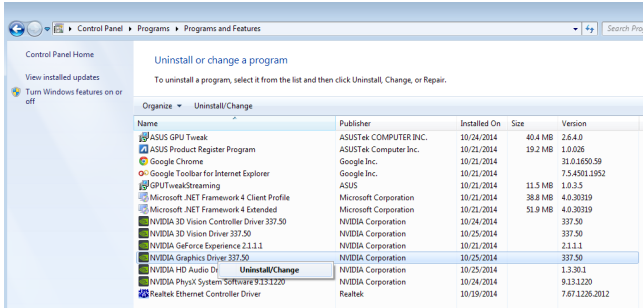 Control Panel ▸ Programs ▸ Programs and Features
Search Pro
Control Panel Home
View installed updates
Turn Windows features on or
off
Uninstall or change a program
To uninstall a program, select it from the list and then click Uninstall, Change, or Repair.
Organize Uninstall/Change
Name Publisher Installed On Size Version
ASUS GPU Tweak ASUSTek COMPUTER INC. 10/24/2014 40.4 MB 2.6.4.0
ASUS Product Register Program ASUSTek Computer Inc. 10/21/2014 19.2 MB 1.0.026
Google Chrome Google Inc. 10/21/2014 31.0.1650.59
Google Toolbar for Internet Explorer Google Inc. 10/21/2014 7.5.4501.1952
GPUTweakStreaming ASUS 10/21/2014 11.5 MB 1.0.3.5
Microsoft .NET Framework 4 Client Profile Microsoft Corporation 10/21/2014 38.8 MB 4.0.30319
Microsoft .NET Framework 4 Extended Microsoft Corporation 10/21/2014 51.9 MB 4.0.30319
NVIDIA 3D Vision Controller Driver 337.50 NVIDIA Corporation 10/24/2014 337.50
NVIDIA 3D Vision Driver 337.50 NVIDIA Corporation 10/25/2014 337.50
NVIDIA GeForce Experience 2.1.1.1 NVIDIA Corporation 10/21/2014 2.1.1.1
NVIDIA Graphics Driver 337.50 NVIDIA Corporation 10/25/2014 337.50
NVIDIA HD Audio Dr Uninstall/Change NVIDIA Corporation 10/25/2014 1.3.30.1
NVIDIA PhysX System Software 9.13.1220 NVIDIA Corporation 10/24/2014 9.13.1220
Realtek Ethernet Controller Driver Realtek 10/19/2014 7.67.1226.2012